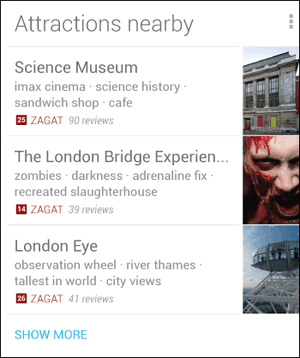 Attractions nearby
Science Museum
imax cinema · science history ·
sandwich shop · cafe
25 ZAGAT 90 reviews
The London Bridge Experien...
zombies · darkness · adrenaline fix ·
recreated slaughterhouse
14 ZAGAT 39 reviews
London Eye
observation wheel · river thames ·
tallest in world · city views
26 ZAGAT 41 reviews
SHOW MORE